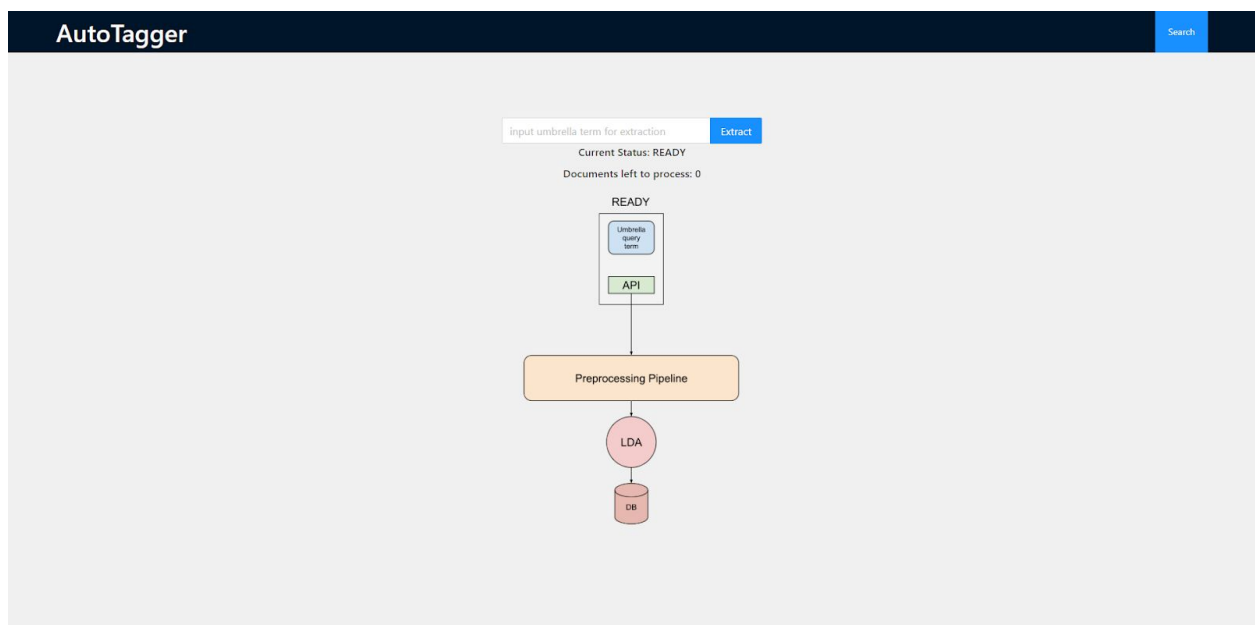 AutoTagger
Search
input umbrella term for extraction
Extract
Current Status: READY
Documents left to process: 0
READY
Umbrella
query
term
API
Preprocessing Pipeline
LDA
DB